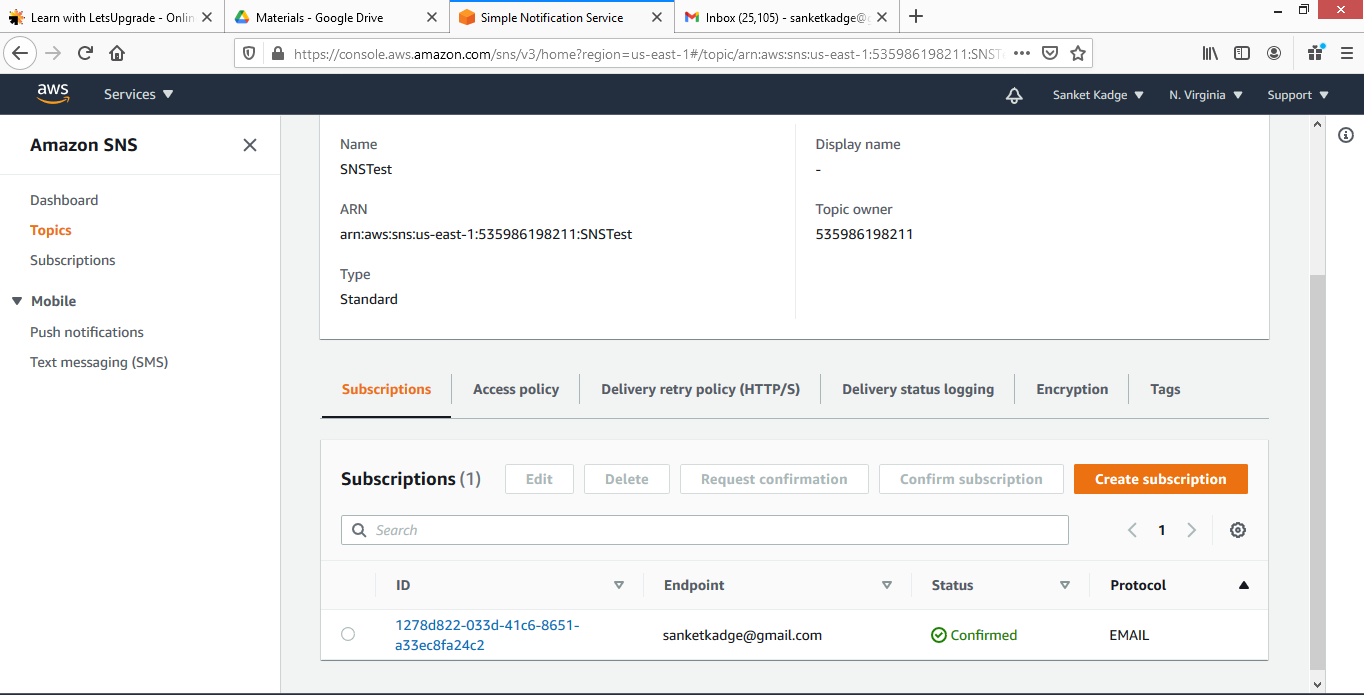 Learn with LetsUpgrade - Onlin
Materials - Google Drive
Simple Notification Service
Inbox (25,105) - sanketkadge@g
https://console.aws.amazon.com/sns/v3/home?region=us-east-1#/topic/arn:aws:sns:us-east-1:535986198211:SNSTe
aws
Services
Sanket Kadge
N. Virginia
Support
Amazon SNS
Dashboard
Topics
Subscriptions
Mobile
Push notifications
Text messaging (SMS)
Name
SNSTest
Display name
-
ARN
arn:aws:sns:us-east-1:535986198211:SNSTest
Topic owner
535986198211
Type
Standard
Subscriptions
Access policy
Delivery retry policy (HTTP/S)
Delivery status logging
Encryption
Tags
Subscriptions (1)
Edit
Delete
Request confirmation
Confirm subscription
Create subscription
Search
1
ID
Endpoint
Status
Protocol
1278d822-033d-41c6-8651-
a33ec8fa24c2
sanketkadge@gmail.com
Confirmed
EMAIL